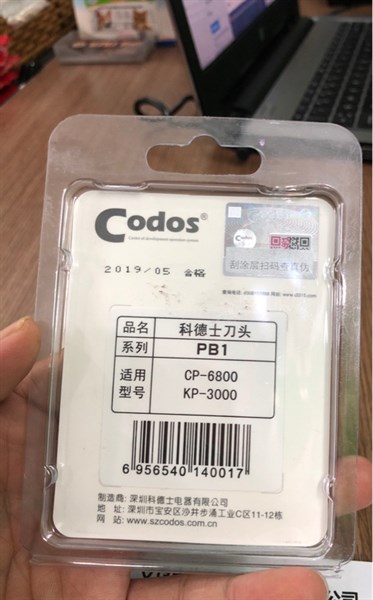 Codos®
刮涂层扫码查真伪
2019/05 合格
品名 科德士刀头
系列 PB1
适用 CP-6800
型号 KP-3000
6 956540 140017
制造商: 深圳科德士电器有限公司
地 址: 深圳市宝安区沙井步涌工业C区11-12栋
网 站: www.szcodos.com.cn
公司